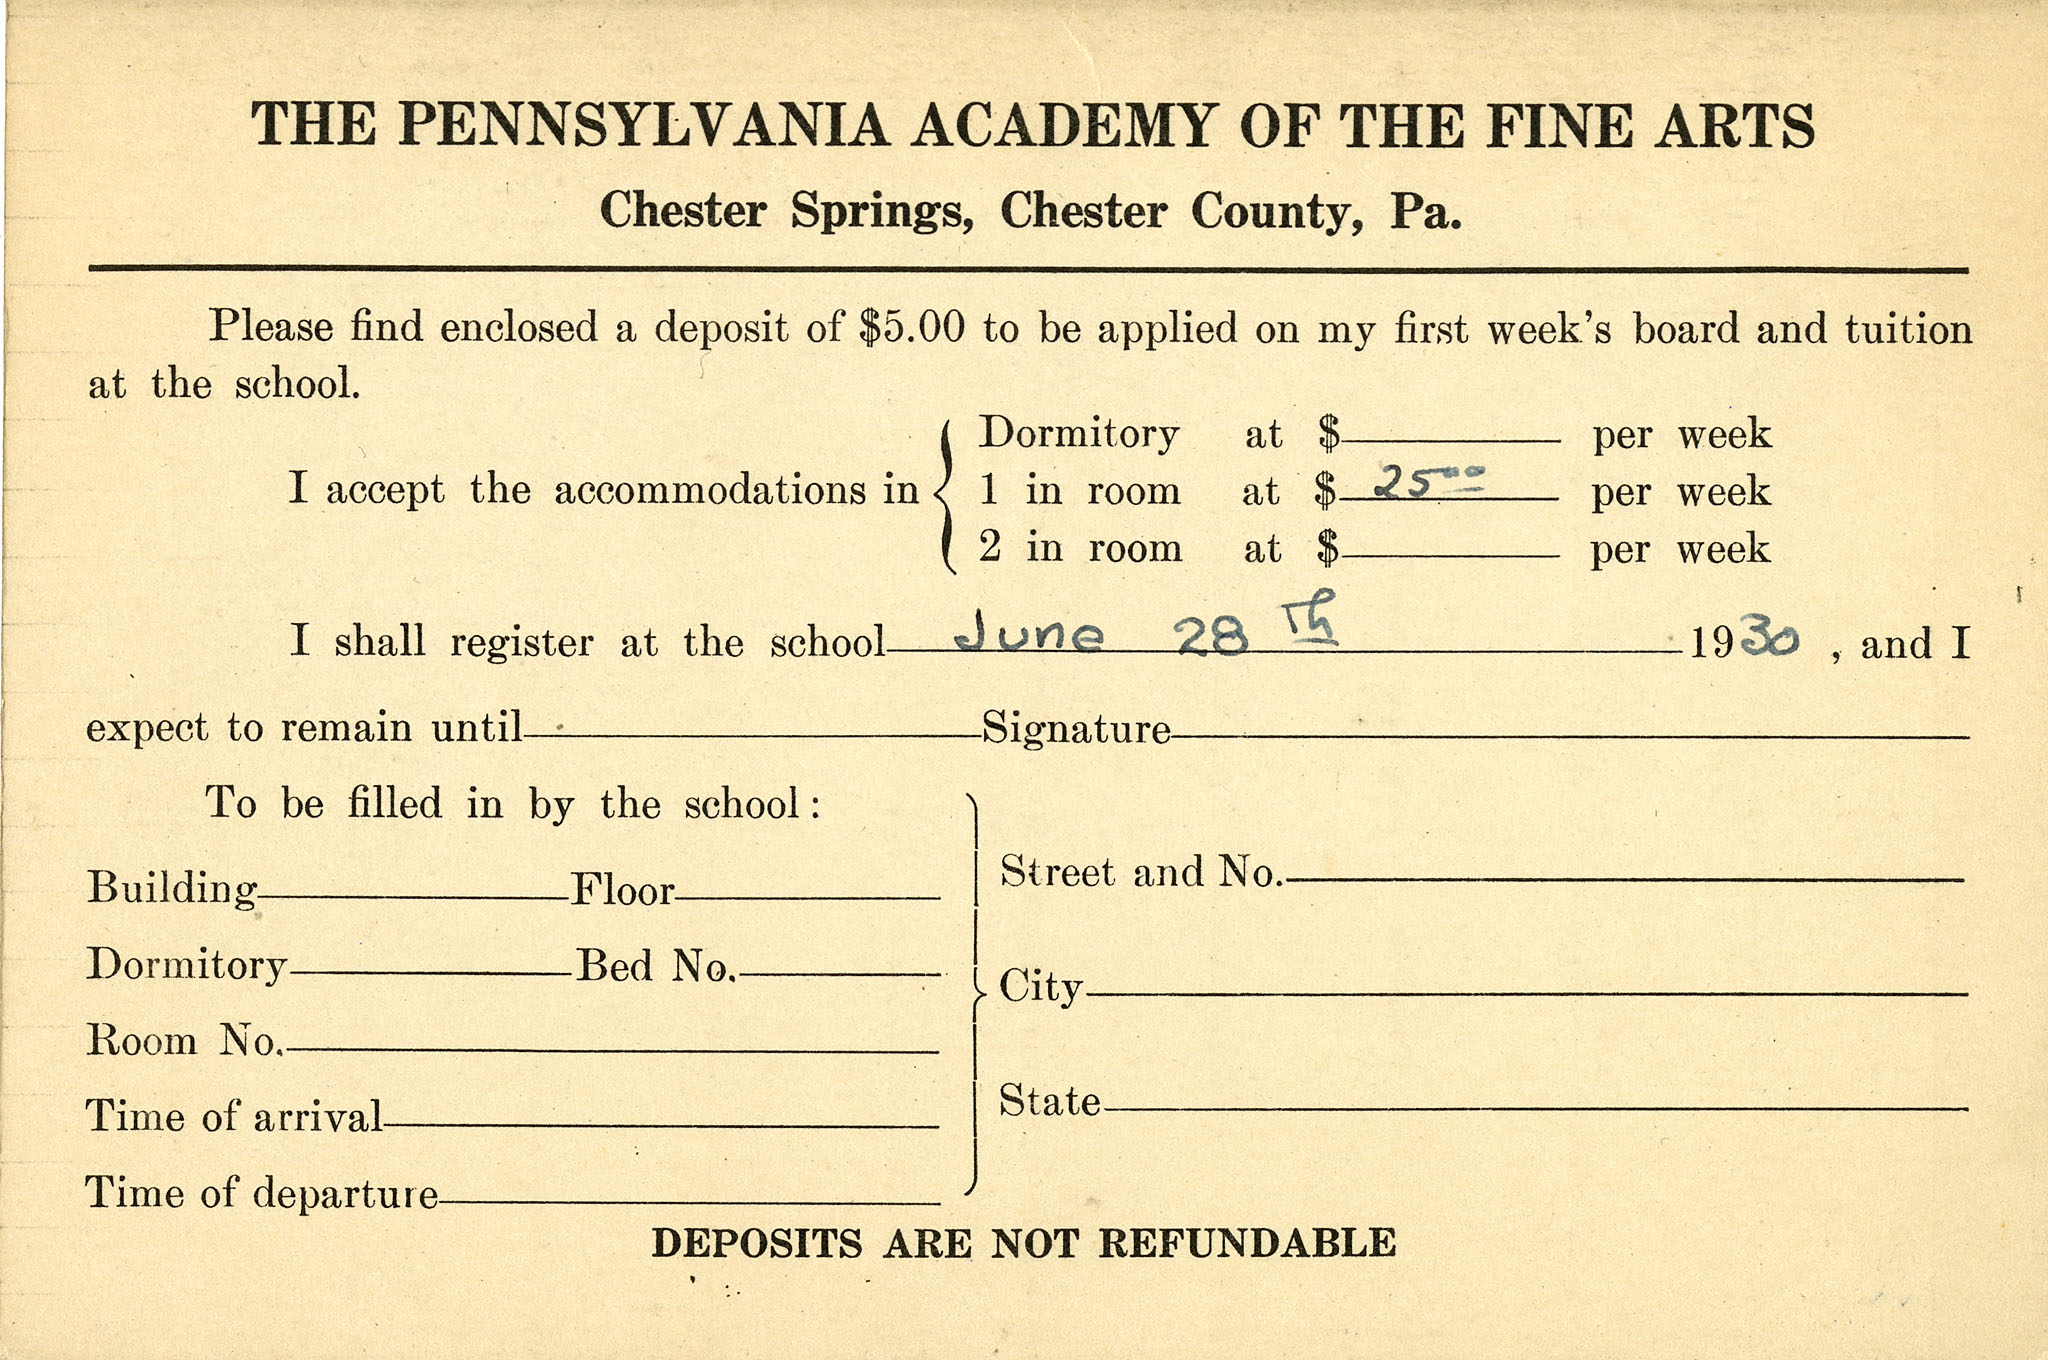 THE PENNSYLVANIA ACADEMY OF THE FINE ARTS
Chester Springs, Chester County, Pa.
Please find enclosed a deposit of $5.00 to be applied on my first week's board and tuition
at the school.
Dormitory at $ per week
I accept the accommodations in 1 in room at $ 25⁰⁰ per week
2 in room at $ per week
I shall register at the school June 28 Th 1930, and I
expect to remain until Signature
To be filled in by the school:
Building Floor
Street and No.
Dormitory Bed No.
City
Room No.
State
Time of arrival
Time of departure
DEPOSITS ARE NOT REFUNDABLE